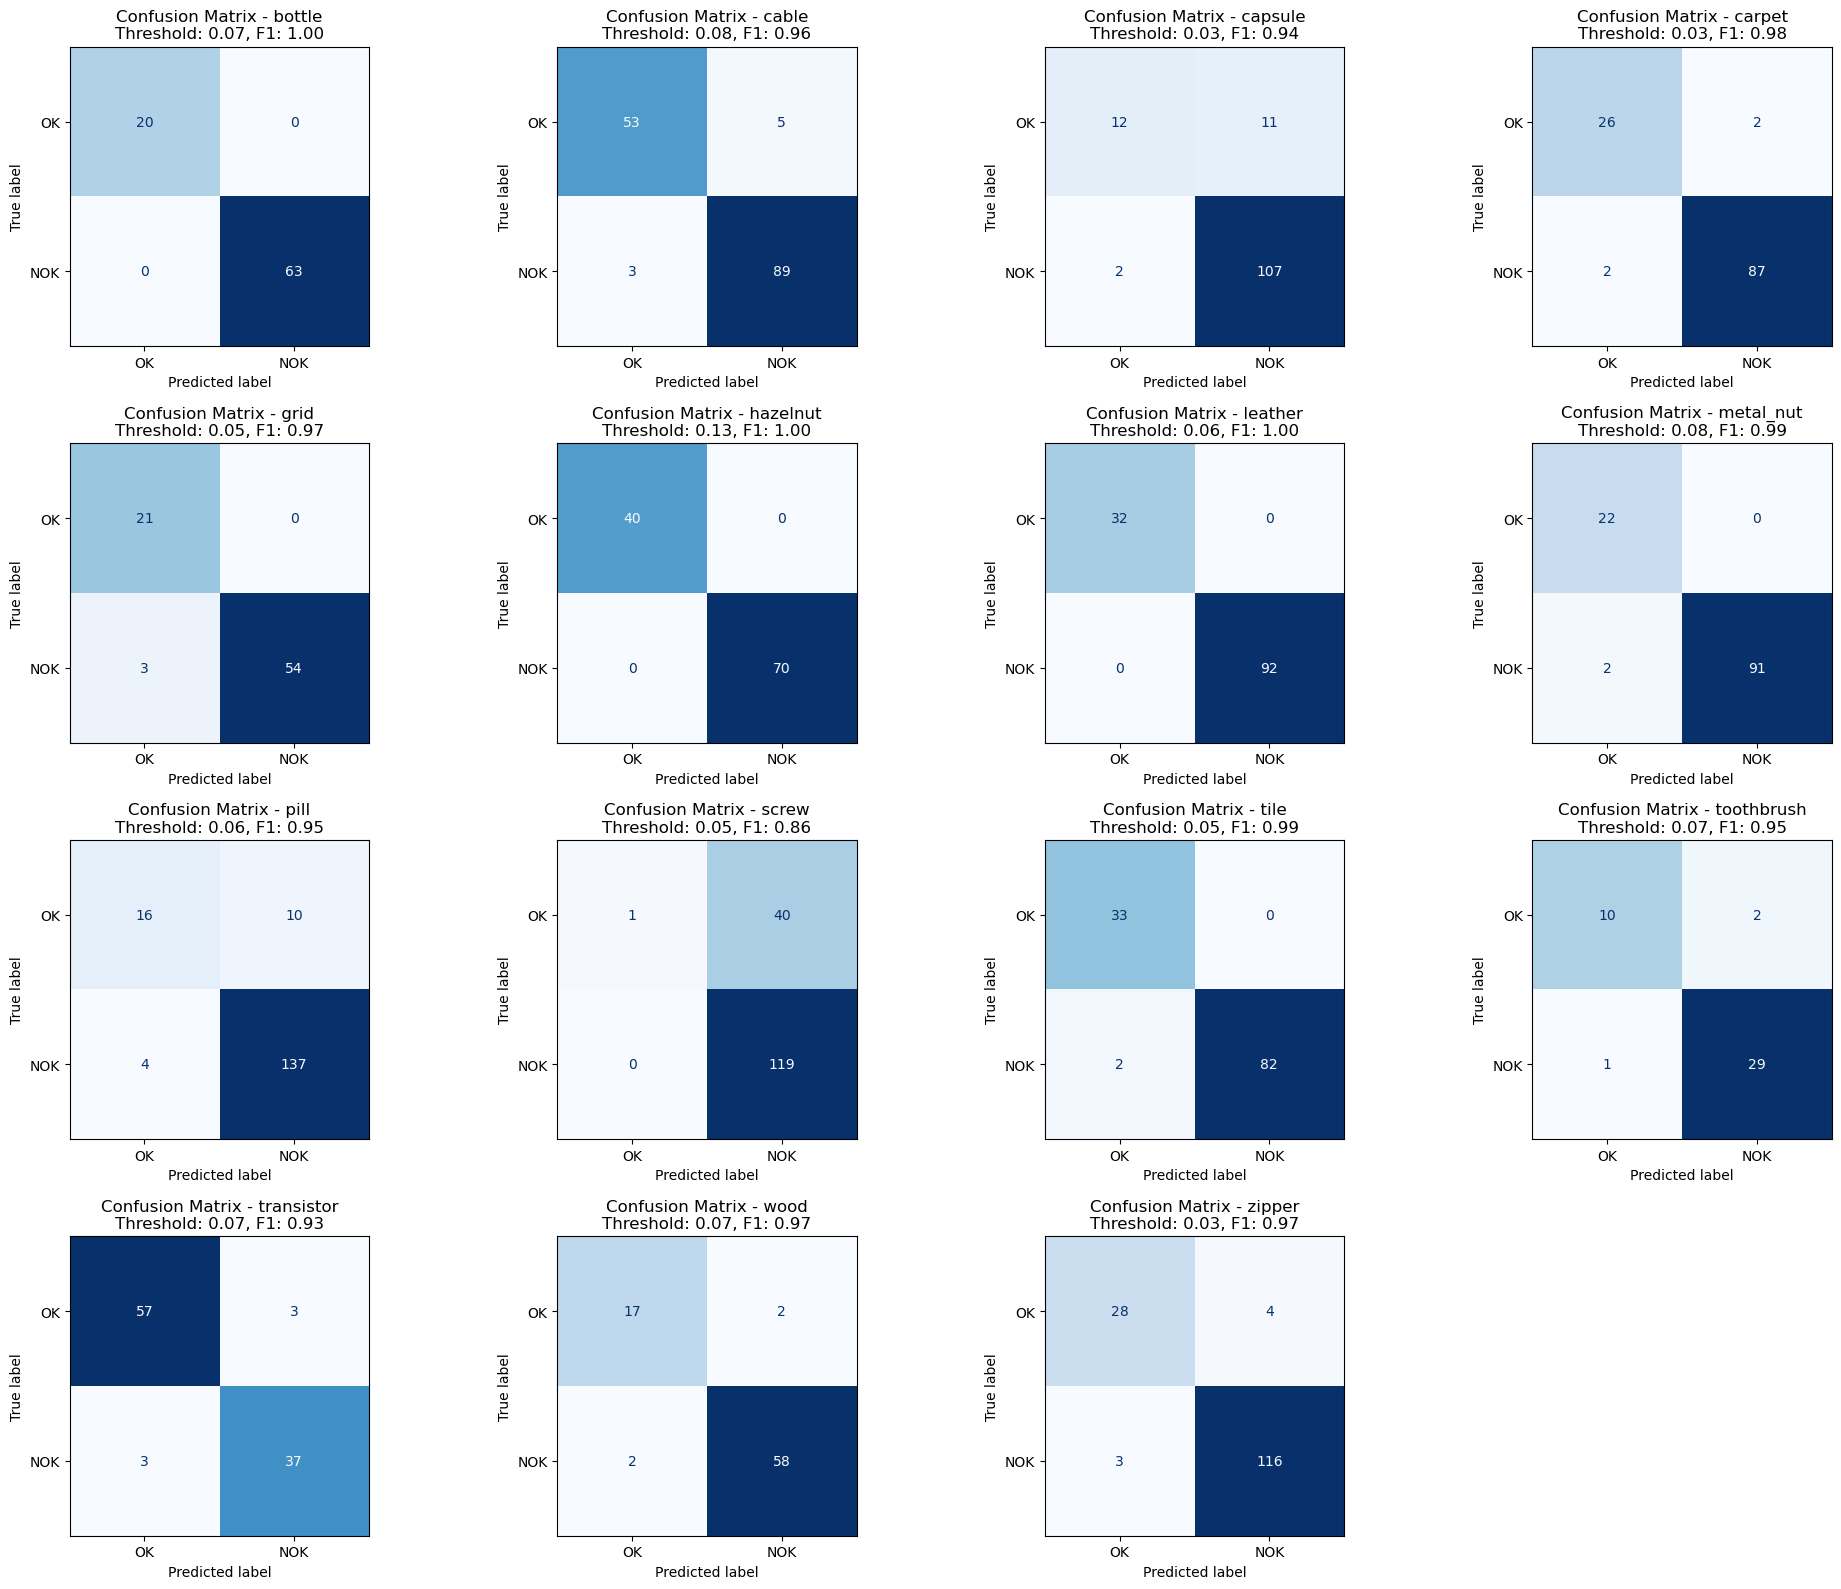 Confusion Matrix - bottle
Threshold: 0.07, F1: 1.00
OK
20
0
NOK
0
63
True label
OK
NOK
Predicted label
Confusion Matrix - cable
Threshold: 0.08, F1: 0.96
OK
53
5
NOK
3
89
True label
OK
NOK
Predicted label
Confusion Matrix - capsule
Threshold: 0.03, F1: 0.94
OK
12
11
NOK
2
107
True label
OK
NOK
Predicted label
Confusion Matrix - carpet
Threshold: 0.03, F1: 0.98
OK
26
2
NOK
2
87
True label
OK
NOK
Predicted label
Confusion Matrix - grid
Threshold: 0.05, F1: 0.97
OK
21
0
NOK
3
54
True label
OK
NOK
Predicted label
Confusion Matrix - hazelnut
Threshold: 0.13, F1: 1.00
OK
40
0
NOK
0
70
True label
OK
NOK
Predicted label
Confusion Matrix - leather
Threshold: 0.06, F1: 1.00
OK
32
0
NOK
0
92
True label
OK
NOK
Predicted label
Confusion Matrix - metal_nut
Threshold: 0.08, F1: 0.99
OK
22
0
NOK
2
91
True label
OK
NOK
Predicted label
Confusion Matrix - pill
Threshold: 0.06, F1: 0.95
OK
16
10
NOK
4
137
True label
OK
NOK
Predicted label
Confusion Matrix - screw
Threshold: 0.05, F1: 0.86
OK
1
40
NOK
0
119
True label
OK
NOK
Predicted label
Confusion Matrix - tile
Threshold: 0.05, F1: 0.99
OK
33
0
NOK
2
82
True label
OK
NOK
Predicted label
Confusion Matrix - toothbrush
Threshold: 0.07, F1: 0.95
OK
10
2
NOK
1
29
True label
OK
NOK
Predicted label
Confusion Matrix - transistor
Threshold: 0.07, F1: 0.93
OK
57
3
NOK
3
37
True label
OK
NOK
Predicted label
Confusion Matrix - wood
Threshold: 0.07, F1: 0.97
OK
17
2
NOK
2
58
True label
OK
NOK
Predicted label
Confusion Matrix - zipper
Threshold: 0.03, F1: 0.97
OK
28
4
NOK
3
116
True label
OK
NOK
Predicted label